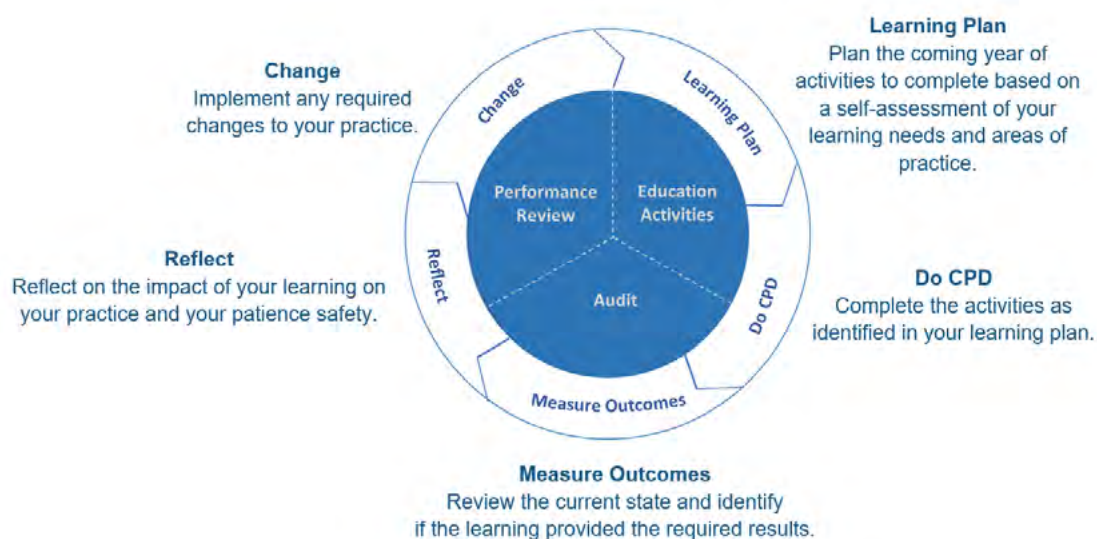 Learning Plan
Plan the coming year of
activities to complete based on
a self-assessment of your
learning needs and areas of
practice.
Do CPD
Complete the activities as
identified in your learning plan.
Measure Outcomes
Review the current state and identify
if the learning provided the required results.
Reflect
Reflect on the impact of your learning on
your practice and your patience safety.
Change
Implement any required
changes to your practice.
Learning Plan
Do CPD
Measure Outcomes
Reflect
Change
Education
Activities
Audit
Performance
Review